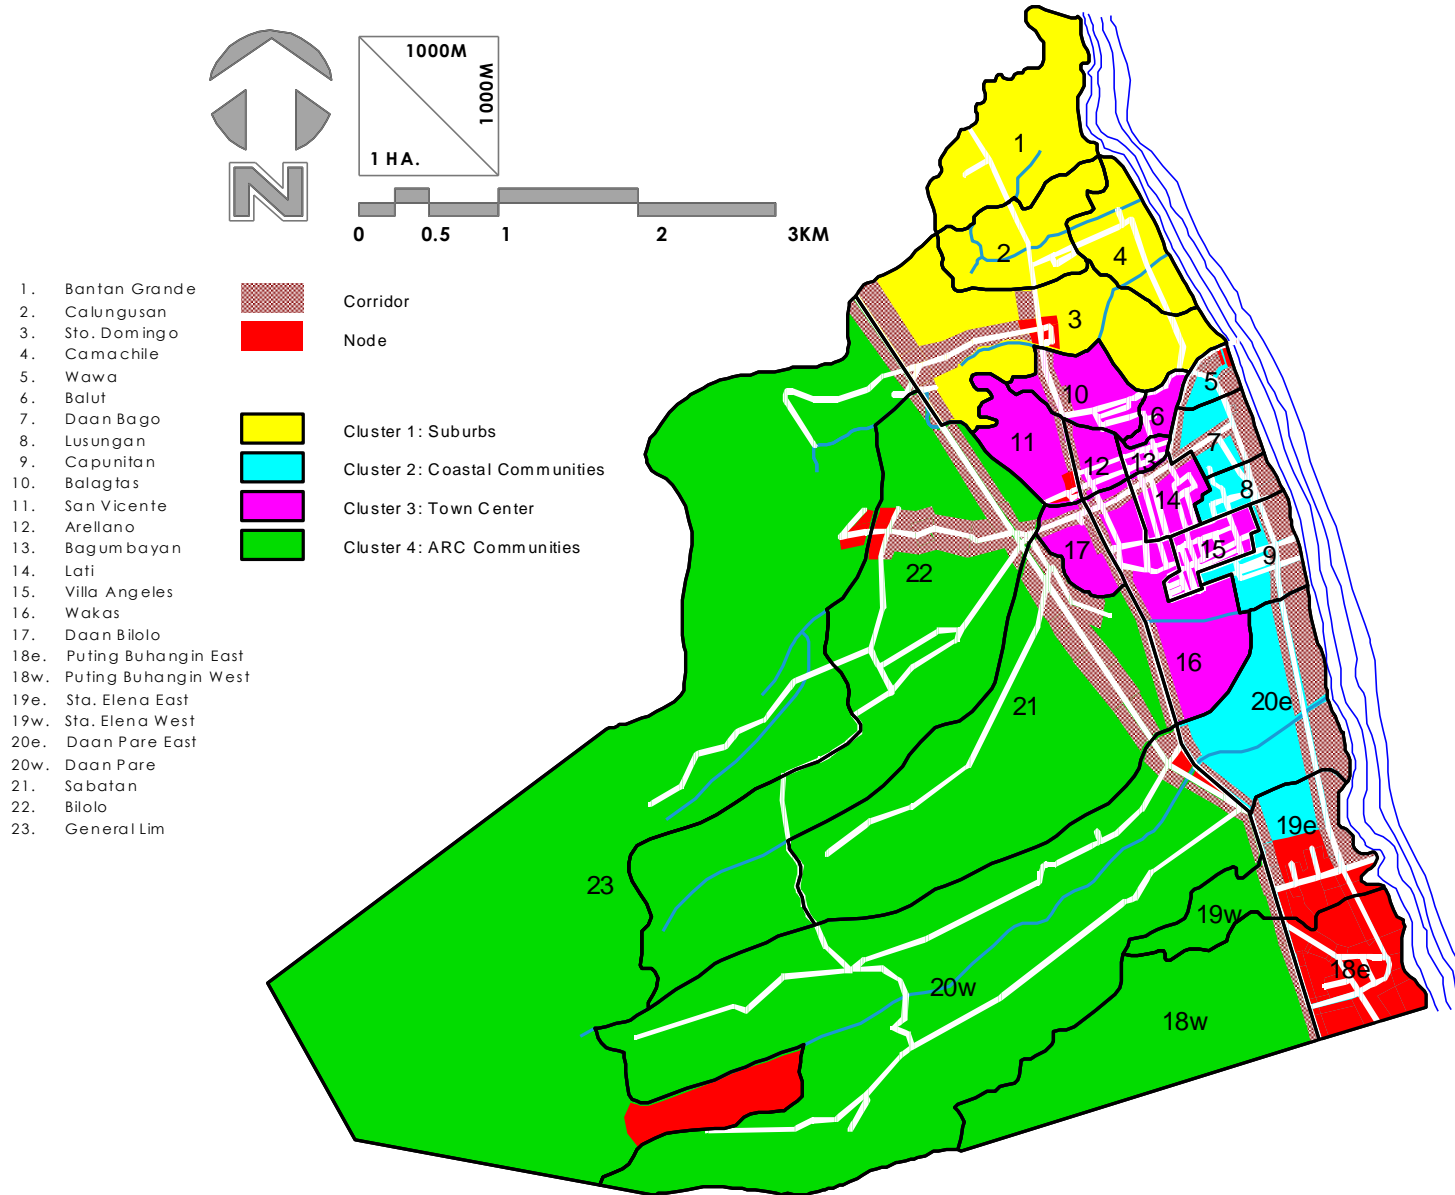 1000M
1000M
1 HA.
N
0 0.5 1 2 3KM
1. Bantan Grande
2. Calungusan
3. Sto. Domingo
4. Camachile
5. Wawa
6. Balut
7. Daan Bago
8. Lusungan
9. Capunitan
10. Balagtas
11. San Vicente
12. Arellano
13. Bagumbayan
14. Lati
15. Villa Angeles
16. Wakas
17. Daan Bilolo
18e. Puting Buhangin East
18w. Puting Buhangin West
19e. Sta. Elena East
19w. Sta. Elena West
20e. Daan Pare East
20w. Daan Pare
21. Sabatan
22. Bilolo
23. General Lim
Corridor
Node
Cluster 1: Suburbs
Cluster 2: Coastal Communities
Cluster 3: Town Center
Cluster 4: ARC Communities
1
2
4
3
5
10
6
11
7
12
13
8
14
17
15
9
22
16
20e
21
19e
23
19w
18e
20w
18w